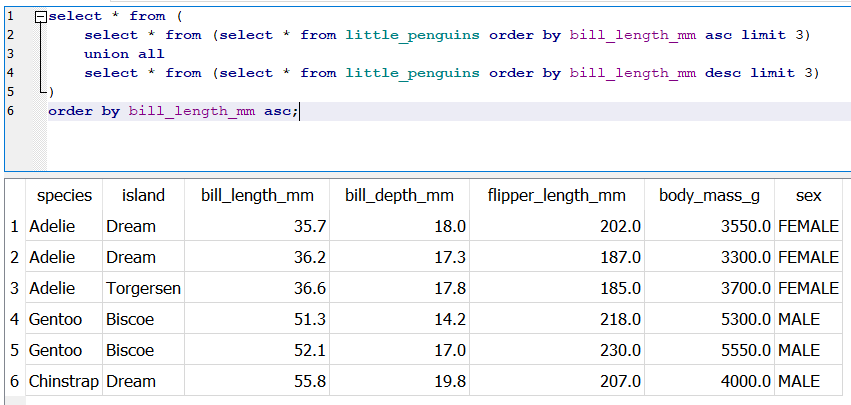 1 select * from (
2 select * from (select * from little_penguins order by bill_length_mm asc limit 3)
3 union all
4 select * from (select * from little_penguins order by bill_length_mm desc limit 3)
5 )
6 order by bill_length_mm asc;
species island bill_length_mm bill_depth_mm flipper_length_mm body_mass_g sex
1 Adelie Dream 35.7 18.0 202.0 3550.0 FEMALE
2 Adelie Dream 36.2 17.3 187.0 3300.0 FEMALE
3 Adelie Torgersen 36.6 17.8 185.0 3700.0 FEMALE
4 Gentoo Biscoe 51.3 14.2 218.0 5300.0 MALE
5 Gentoo Biscoe 52.1 17.0 230.0 5550.0 MALE
6 Chinstrap Dream 55.8 19.8 207.0 4000.0 MALE